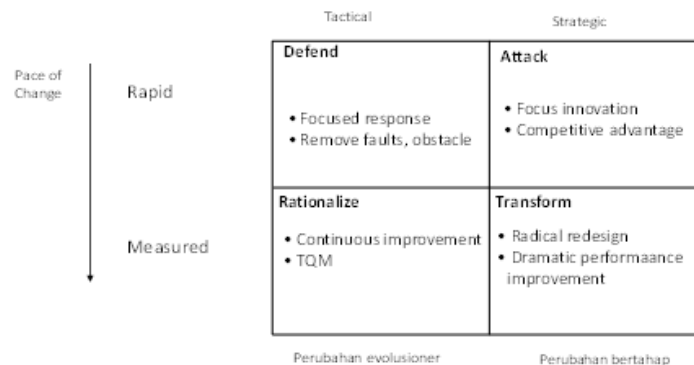 Tactical
Strategic
Pace of
Change
Rapid
Measured
Defend
• Focused response
• Remove faults, obstacle
Attack
• Focus innovation
• Competitive advantage
Rationalize
• Continuous improvement
• TQM
Transform
• Radical redesign
• Dramatic performaance
improvement
Perubahan evolusioner
Perubahan bertahap